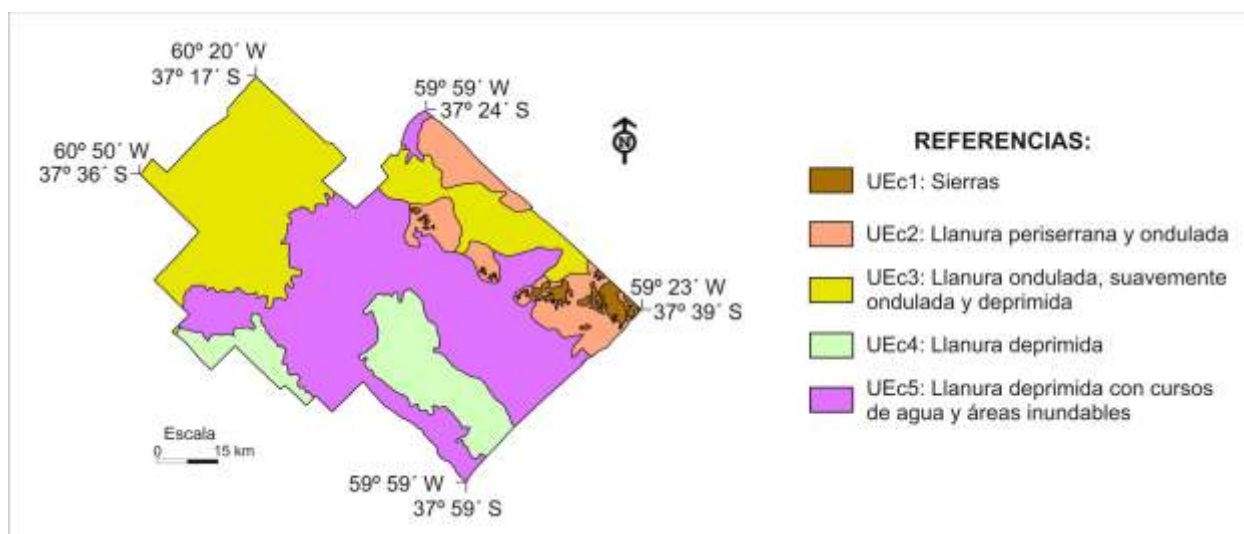 60º 20´ W
37º 17´ S
59º 59´ W
37º 24´ S
60º 50´ W
37º 36´ S
N
59º 23´ W
37º 39´ S
Escala
0 15 km
59º 59´ W
37º 59´ S
REFERENCIAS:
UEc1: Sierras
UEc2: Llanura periserrana y ondulada
UEc3: Llanura ondulada, suavemente
ondulada y deprimida
UEc4: Llanura deprimida
UEc5: Llanura deprimida con cursos
de agua y áreas inundables